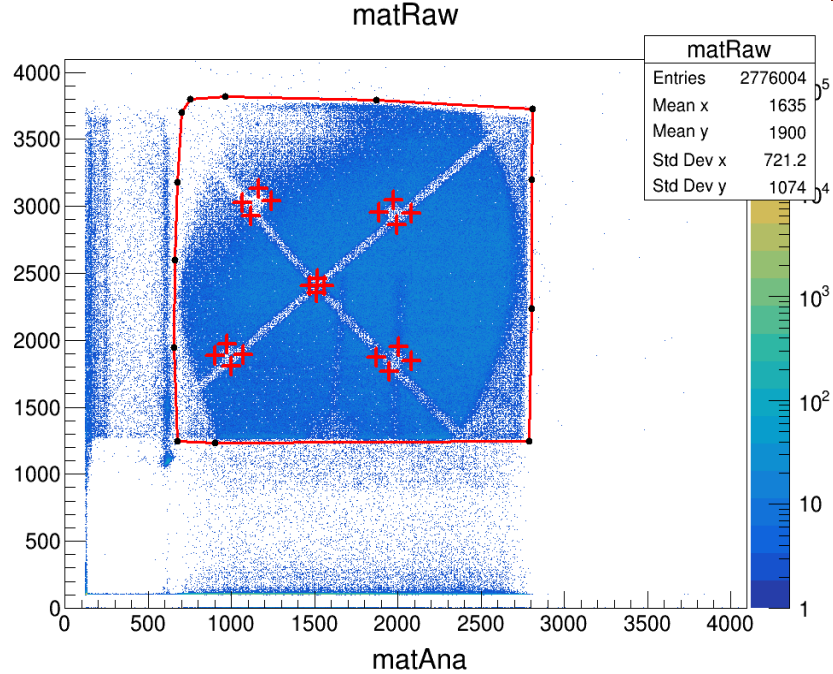 matRaw
matRaw
Entries 2776004
Mean x 1635
Mean y 1900
Std Dev x 721.2
Std Dev y 1074
4000
3500
3000
2500
2000
1500
1000
500
0
0 500 1000 1500 2000 2500 3000 3500 4000
matAna
10⁵
10⁴
10³
10²
10
1